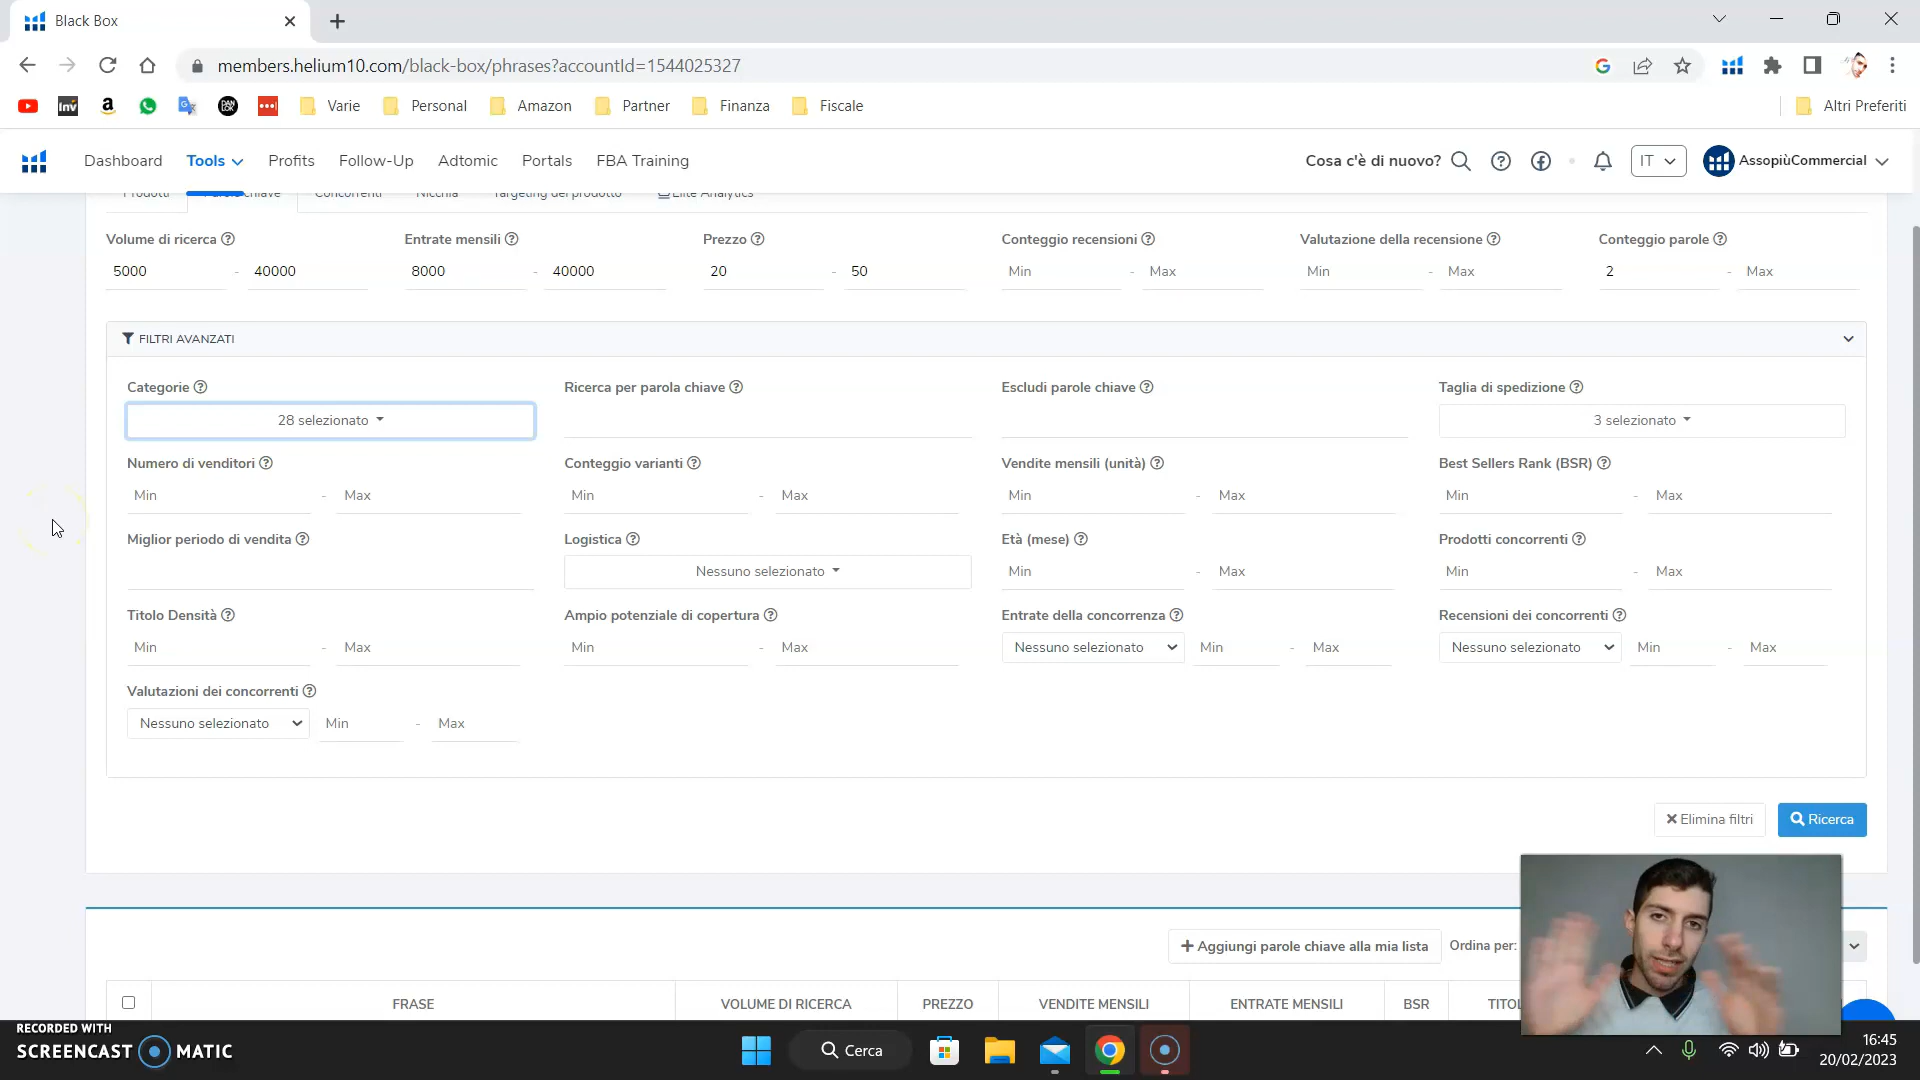 Black Box
members.helium10.com/black-box/phrases?accountId=1544025327
inv
DAN LOK
Varie
Personal
Amazon
Partner
Finanza
Fiscale
Altri Preferiti
Dashboard
Tools
Profits
Follow-Up
Adtomic
Portals
FBA Training
Cosa c'è di nuovo?
IT
AssopiùCommercial
Prodotti
Parole chiave
Concorrenti
Nicchia
Targeting del prodotto
Elite Analytics
Volume di ricerca
Entrate mensili
Prezzo
Conteggio recensioni
Valutazione della recensione
Conteggio parole
5000 - 40000
8000 - 40000
20 - 50
Min - Max
Min - Max
2 - Max
FILTRI AVANZATI
Categorie
Ricerca per parola chiave
Escludi parole chiave
Taglia di spedizione
28 selezionato
3 selezionato
Numero di venditori
Conteggio varianti
Vendite mensili (unità)
Best Sellers Rank (BSR)
Min - Max
Min - Max
Min - Max
Min - Max
Miglior periodo di vendita
Logistica
Età (mese)
Prodotti concorrenti
Nessuno selezionato
Min - Max
Min - Max
Titolo Densità
Ampio potenziale di copertura
Entrate della concorrenza
Recensioni dei concorrenti
Min - Max
Min - Max
Nessuno selezionato
Min - Max
Nessuno selezionato
Min - Max
Valutazioni dei concorrenti
Nessuno selezionato
Min - Max
Elimina filtri
Ricerca
+ Aggiungi parole chiave alla mia lista
Ordina per:
FRASE
VOLUME DI RICERCA
PREZZO
VENDITE MENSILI
ENTRATE MENSILI
BSR
RECORDED WITH
SCREENCAST MATIC
Cerca
16:45
20/02/2023